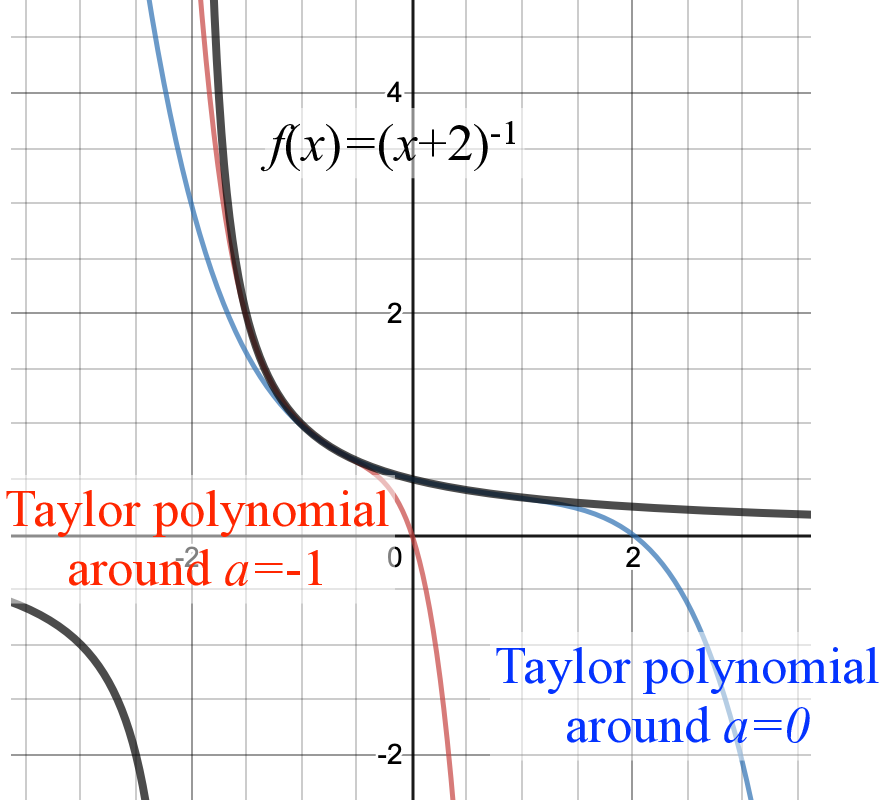 4
f(x)=(x+2)⁻¹
2
Taylor polynomial
around a=-1
-2
0
2
Taylor polynomial
around a=0
-2